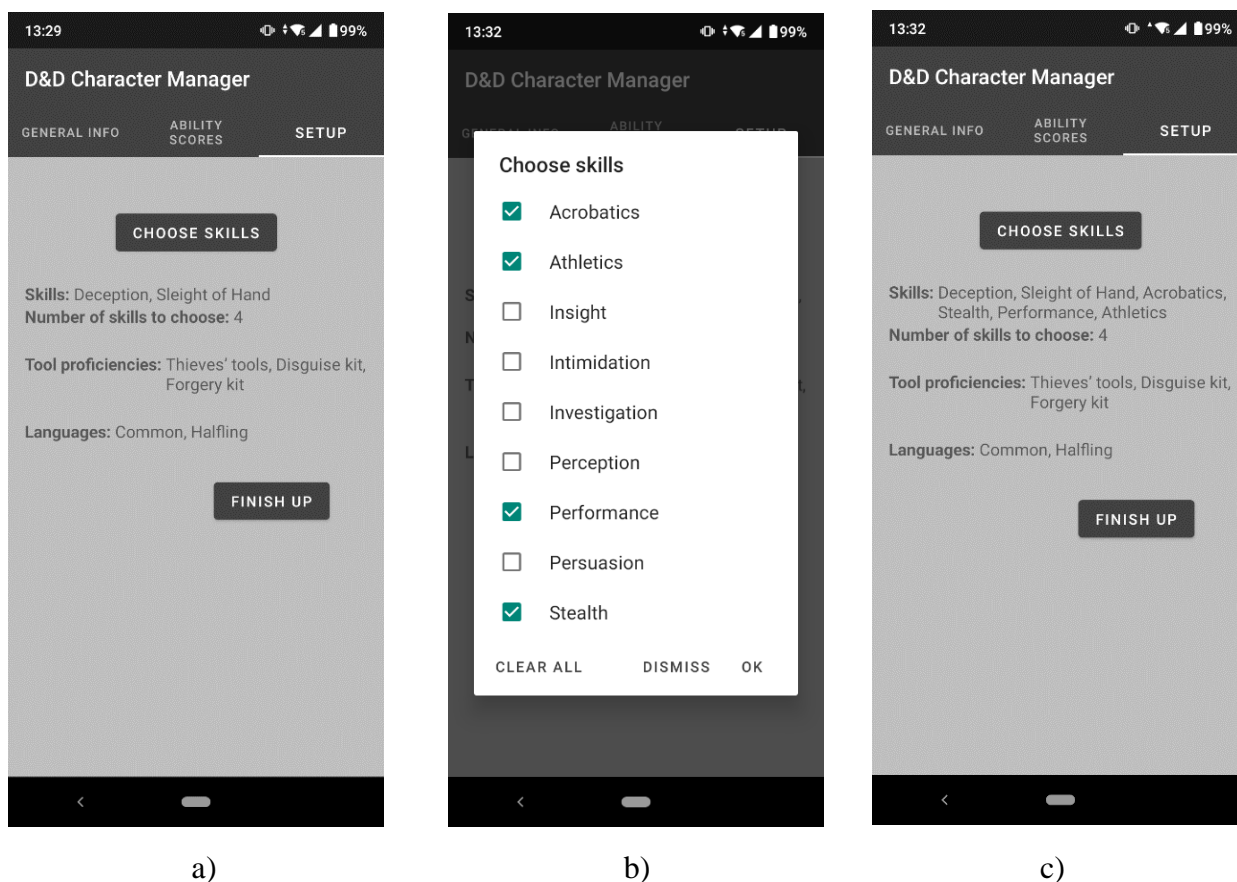 13:29
99%
D&D Character Manager
GENERAL INFO
ABILITY
SCORES
SETUP
CHOOSE SKILLS
Skills: Deception, Sleight of Hand
Number of skills to choose: 4
Tool proficiencies: Thieves' tools, Disguise kit,
Forgery kit
Languages: Common, Halfling
FINISH UP
a)
13:32
99%
D&D Character Manager
ABILITY
Choose skills
Acrobatics
Athletics
Insight
Intimidation
Investigation
Perception
Performance
Persuasion
Stealth
CLEAR ALL DISMISS OK
b)
13:32
99%
D&D Character Manager
GENERAL INFO
ABILITY
SCORES
SETUP
CHOOSE SKILLS
Skills: Deception, Sleight of Hand, Acrobatics,
Stealth, Performance, Athletics
Number of skills to choose: 4
Tool proficiencies: Thieves' tools, Disguise kit,
Forgery kit
Languages: Common, Halfling
FINISH UP
c)